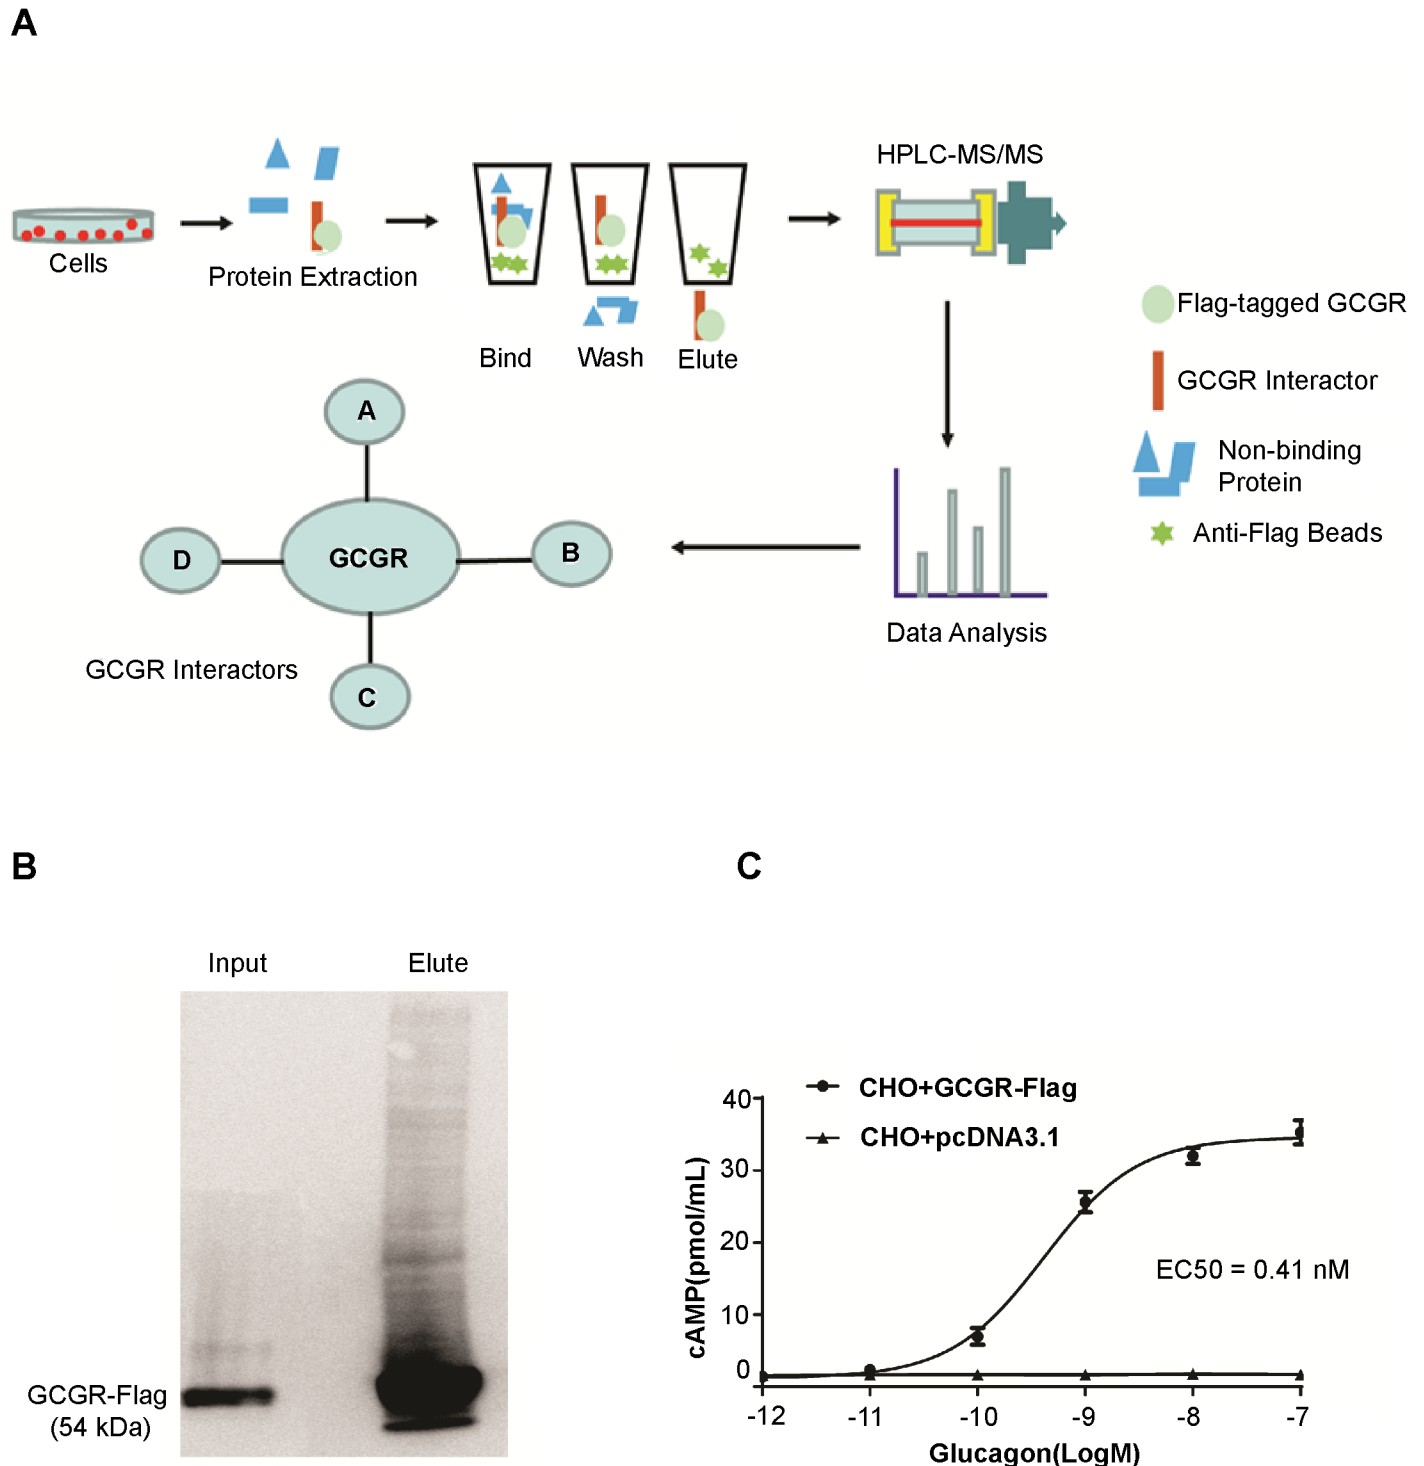 A
HPLC-MS/MS
Cells
Protein Extraction
Bind
Wash
Elute
Flag-tagged GCGR
GCGR Interactor
Non-binding
Protein
Anti-Flag Beads
A
D
GCGR
B
C
GCGR Interactors
Data Analysis
B
Input
Elute
GCGR-Flag
(54 kDa)
C
CHO+GCGR-Flag
CHO+pcDNA3.1
cAMP(pmol/mL)
40
30
20
10
0
EC50 = 0.41 nM
-12
-11
-10
-9
-8
-7
Glucagon(LogM)